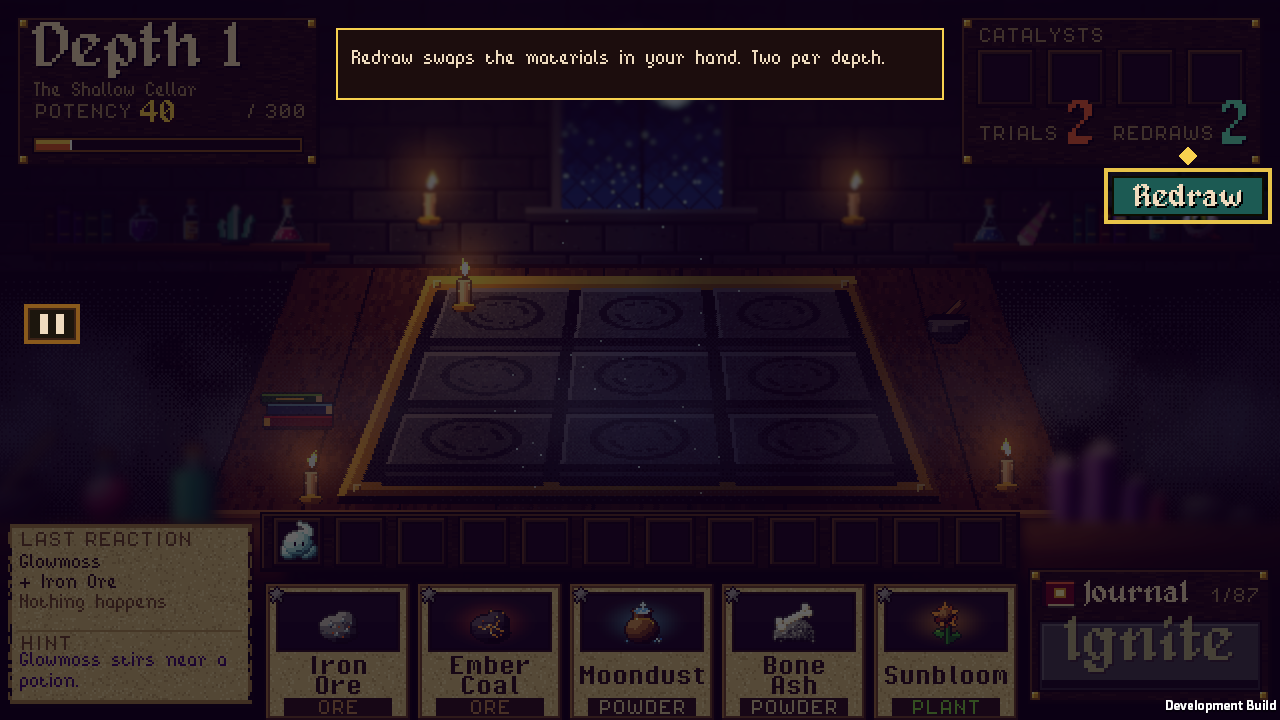 Depth 1
The Shallow Cellar
POTENCY 40 / 300
Redraw swaps the materials in your hand. Two per depth.
CATALYSTS
TRIALS 2 REDRAWS 2
Redraw
LAST REACTION
Glowmoss
+ Iron Ore
Nothing happens
HINT
Glowmoss stirs near a
potion.
Iron
Ore
ORE
Ember
Coal
ORE
Moondust
POWDER
Bone
Ash
POWDER
Sunbloom
PLANT
Journal 1/87
Ignite
Development Build